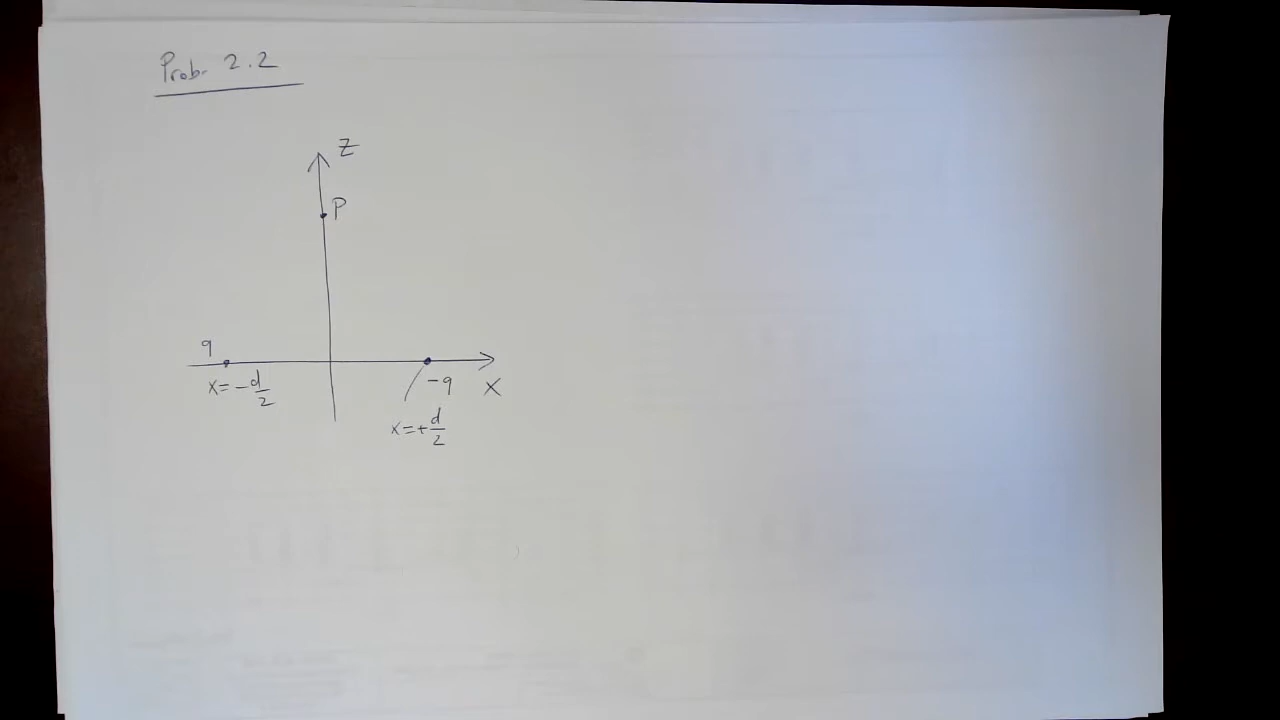 Prob. 2.2
z
P
q
x = -d/2
-q
x
x = +d/2